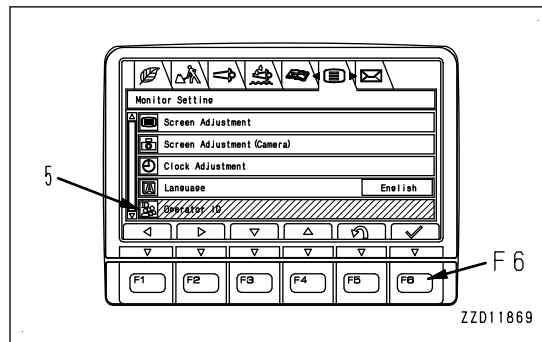 Monitor Setting
Screen Adjustment
Screen Adjustment(Camera)
Clock Adjustment
A Language English
5 Operator ID
F1 F2 F3 F4 F5 F6
F6
ZZD11869